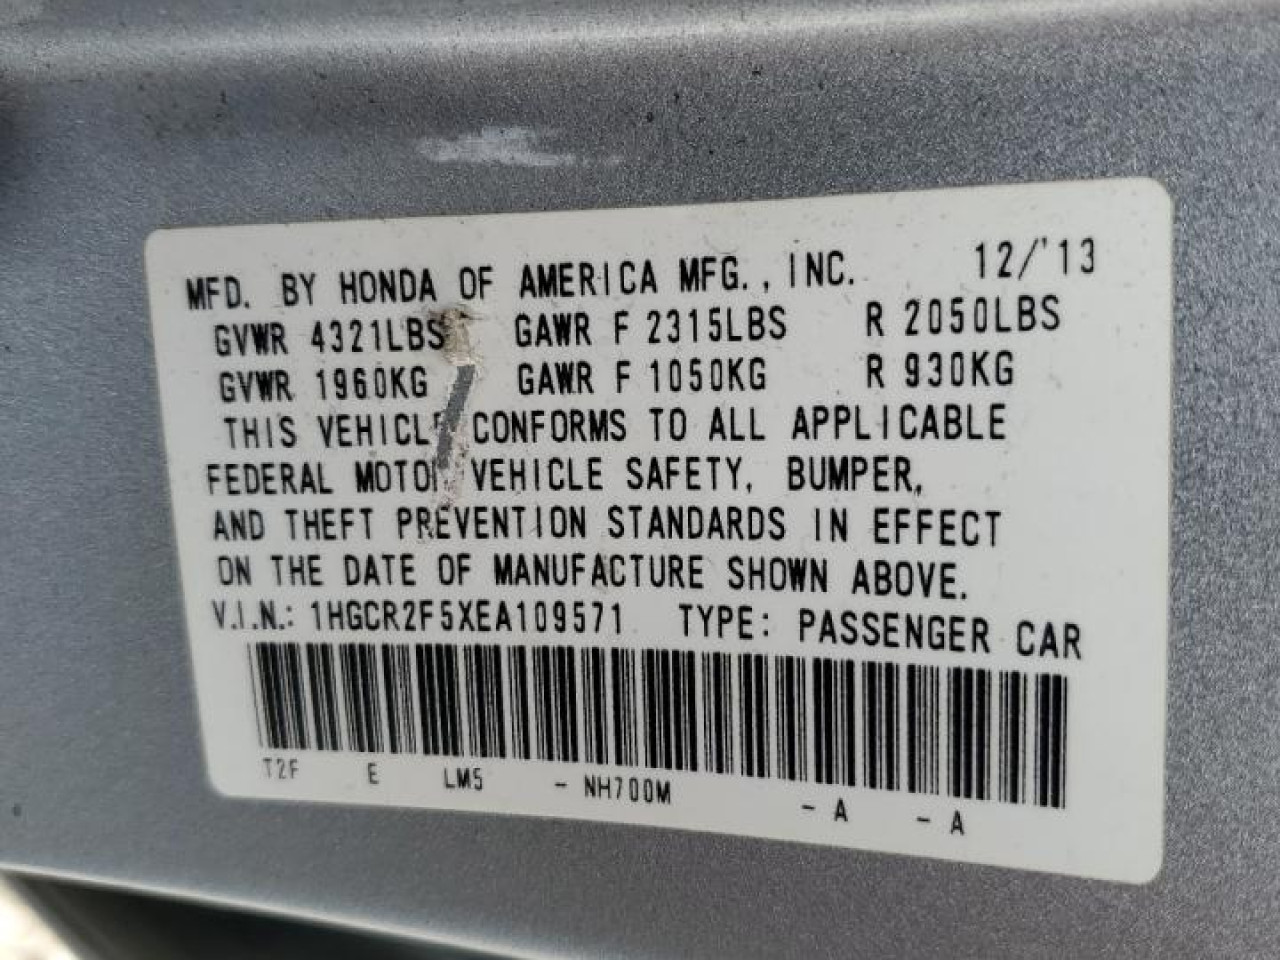 MFD. BY HONDA OF AMERICA MFG., INC. 12/'13
GVWR 4321LBS GAWR F 2315LBS R 2050LBS
GVWR 1960KG GAWR F 1050KG R 930KG
THIS VEHICLE CONFORMS TO ALL APPLICABLE
FEDERAL MOTOR VEHICLE SAFETY, BUMPER,
AND THEFT PREVENTION STANDARDS IN EFFECT
ON THE DATE OF MANUFACTURE SHOWN ABOVE.
V.I.N.: 1HGCR2F5XEA109571 TYPE: PASSENGER CAR
T2F E LM5 - NH700M - A - A